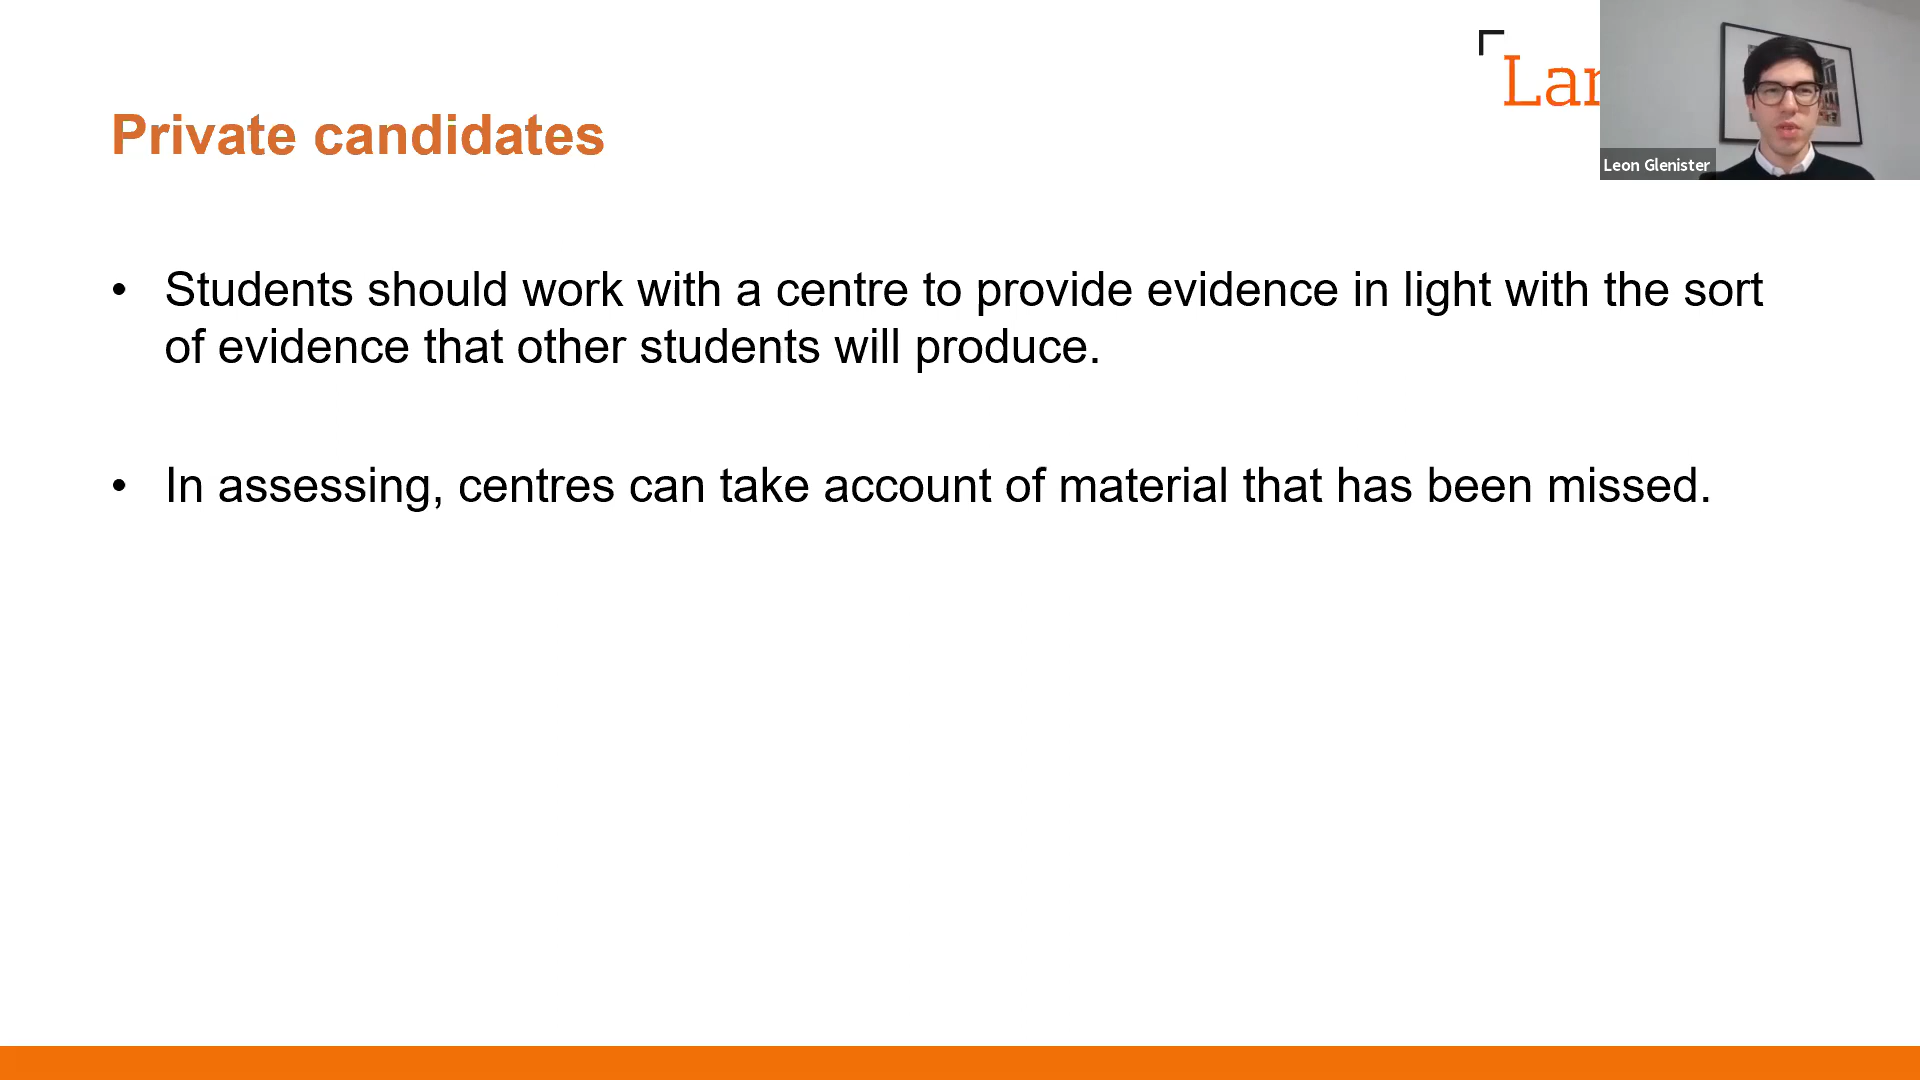 Lar
Private candidates
Leon Glenister
• Students should work with a centre to provide evidence in light with the sort
of evidence that other students will produce.
• In assessing, centres can take account of material that has been missed.